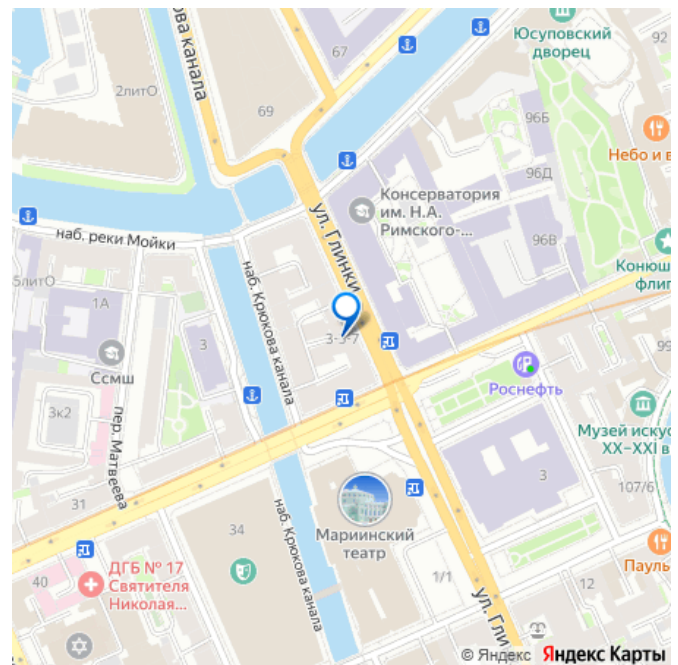 Юсуповский
дворец
92
ова канала
67
2литО
69
96Б
Небо и в
96Д
Консерватория
им. Н.А.
Римского-...
ул. Глинки
наб. реки Мойки
96В
Конюш
флиг
5литО
1А
наб. Крюкова канала
3-5-7
3
Ссмш
99
Роснефть
3к2
пер. Матвеева
Музей искус
XX-XXI в
31
3
107/6
наб. Крюкова канала
34
Мариинский
театр
Пауль
40
ДГБ № 17
Святителя
Николая...
1/1
12
ул. Гли
© Яндекс Яндекс Карты